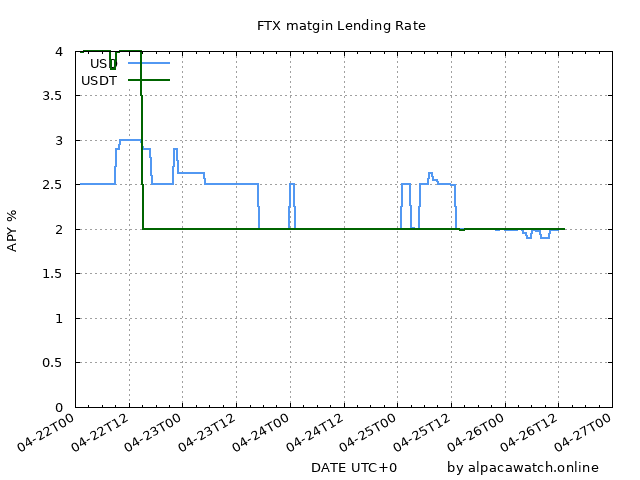 FTX matgin Lending Rate
4
3.5
3
2.5
2
1.5
1
0.5
0
APY %
USD
USDT
04-22T00
04-22T12
04-23T00
04-23T12
04-24T00
04-24T12
04-25T00
04-25T12
04-26T00
04-26T12
04-27T00
DATE UTC+0
by alpacawatch.online